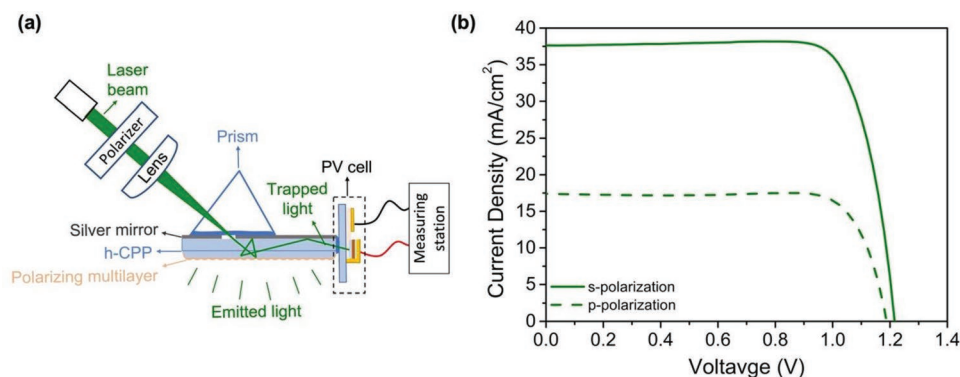 (a)
Laser
beam
Polarizer
Lens
Prism
PV cell
Trapped
light
Silver mirror
h-CPP
Polarizing multilayer
Emitted light
Measuring
station
(b)
Current Density (mA/cm²)
40
35
30
25
20
15
10
5
0
s-polarization
p-polarization
0.0 0.2 0.4 0.6 0.8 1.0 1.2 1.4
Voltavge (V)